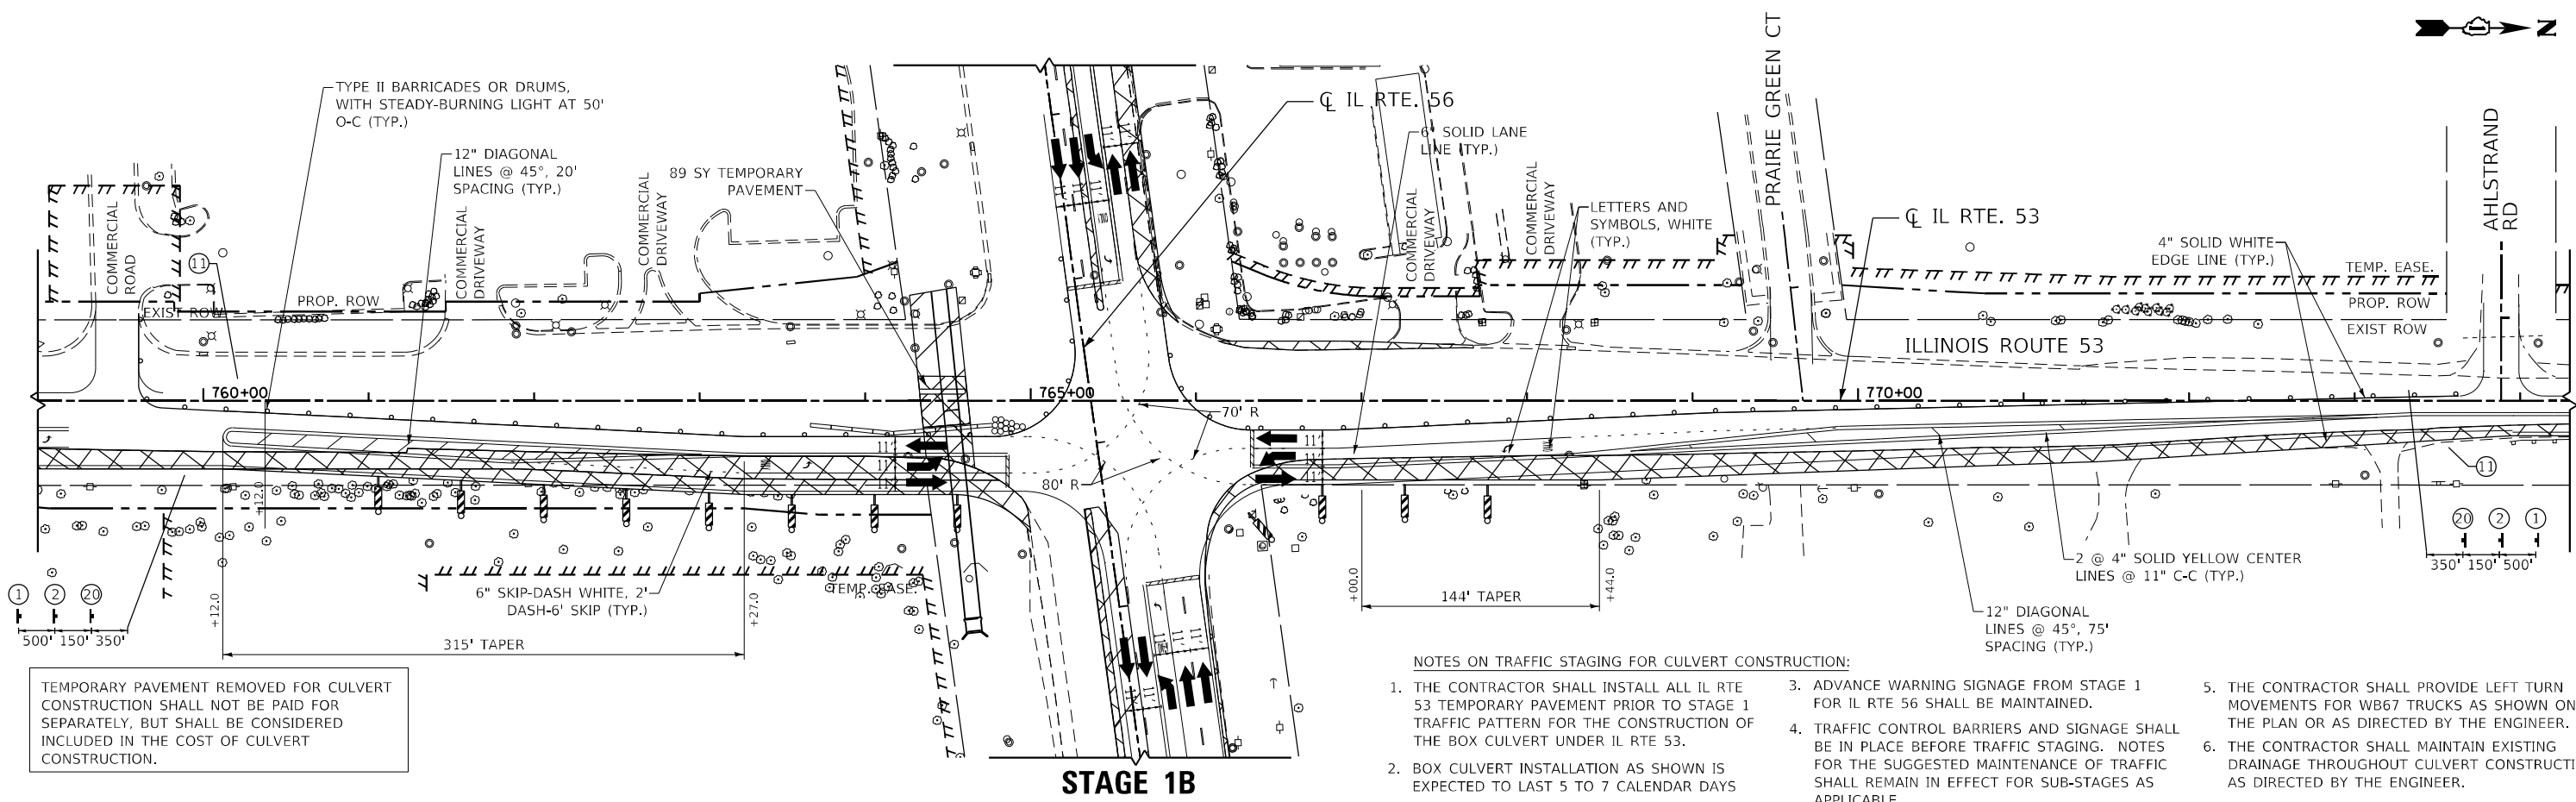 N
TYPE II BARRICADES OR DRUMS,
WITH STEADY-BURNING LIGHT AT 50'
O-C (TYP.)
12" DIAGONAL
LINES @ 45°, 20'
SPACING (TYP.)
89 SY TEMPORARY
PAVEMENT
℄ IL RTE. 56
6" SOLID LANE
LINE (TYP.)
LETTERS AND
SYMBOLS, WHITE
(TYP.)
PRAIRIE GREEN CT
℄ IL RTE. 53
4" SOLID WHITE
EDGE LINE (TYP.)
AHLSTRAND
RD
COMMERCIAL
ROAD
11
COMMERCIAL
DRIVEWAY
COMMERCIAL
DRIVEWAY
COMMERCIAL
DRIVEWAY
COMMERCIAL
DRIVEWAY
PROP. ROW
EXIST ROW
TEMP. EASE.
PROP. ROW
EXIST ROW
ILLINOIS ROUTE 53
760+00
765+00
770+00
70' R
80' R
11'
11'
11'
11'
11'
11'
11
+12.0
TEMP. EASE.
6" SKIP-DASH WHITE, 2'
DASH-6' SKIP (TYP.)
1
2
20
500' 150' 350'
+12.0
315' TAPER
+27.0
+00.0
144' TAPER
+44.0
2 @ 4" SOLID YELLOW CENTER
LINES @ 11" C-C (TYP.)
12" DIAGONAL
LINES @ 45°, 75'
SPACING (TYP.)
20
2
1
350' 150' 500'
TEMPORARY PAVEMENT REMOVED FOR CULVERT
CONSTRUCTION SHALL NOT BE PAID FOR
SEPARATELY, BUT SHALL BE CONSIDERED
INCLUDED IN THE COST OF CULVERT
CONSTRUCTION.
STAGE 1B
NOTES ON TRAFFIC STAGING FOR CULVERT CONSTRUCTION:
1. THE CONTRACTOR SHALL INSTALL ALL IL RTE
53 TEMPORARY PAVEMENT PRIOR TO STAGE 1
TRAFFIC PATTERN FOR THE CONSTRUCTION OF
THE BOX CULVERT UNDER IL RTE 53.
2. BOX CULVERT INSTALLATION AS SHOWN IS
EXPECTED TO LAST 5 TO 7 CALENDAR DAYS
3. ADVANCE WARNING SIGNAGE FROM STAGE 1
FOR IL RTE 56 SHALL BE MAINTAINED.
4. TRAFFIC CONTROL BARRIERS AND SIGNAGE SHALL
BE IN PLACE BEFORE TRAFFIC STAGING. NOTES
FOR THE SUGGESTED MAINTENANCE OF TRAFFIC
SHALL REMAIN IN EFFECT FOR SUB-STAGES AS
APPLICABLE
5. THE CONTRACTOR SHALL PROVIDE LEFT TURN
MOVEMENTS FOR WB67 TRUCKS AS SHOWN ON
THE PLAN OR AS DIRECTED BY THE ENGINEER.
6. THE CONTRACTOR SHALL MAINTAIN EXISTING
DRAINAGE THROUGHOUT CULVERT CONSTRUCTI
AS DIRECTED BY THE ENGINEER.